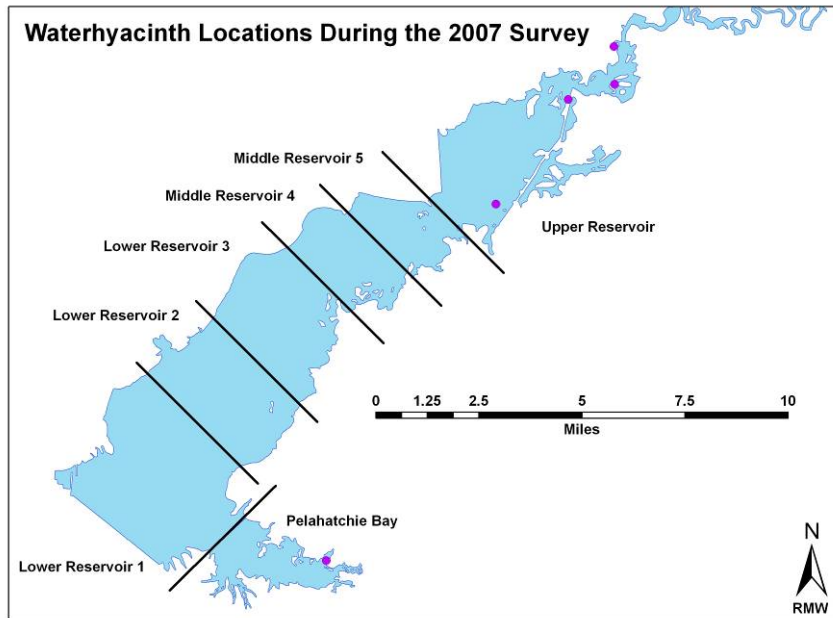 Waterhyacinth Locations During the 2007 Survey
Middle Reservoir 5
Middle Reservoir 4
Upper Reservoir
Lower Reservoir 3
Lower Reservoir 2
0 1.25 2.5 5 7.5 10
Miles
Pelahatchie Bay
Lower Reservoir 1
N
RMW